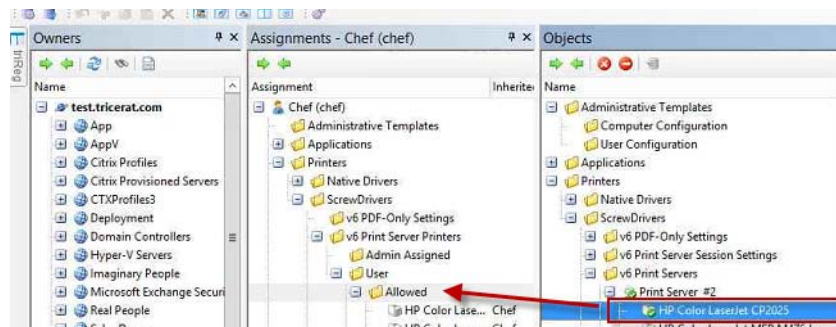 triReg
Owners
Name
test.tricerat.com
App
AppV
Citrix Profiles
Citrix Provisioned Servers
CTXProfiles3
Deployment
Domain Controllers
Hyper-V Servers
Imaginary People
Microsoft Exchange Securi
Real People
Assignments - Chef (chef)
Assignment
Inherite
Chef (chef)
Administrative Templates
Applications
Printers
Native Drivers
ScrewDrivers
v6 PDF-Only Settings
v6 Print Server Printers
Admin Assigned
User
Allowed
HP Color Lase... Chef
Objects
Name
Administrative Templates
Computer Configuration
User Configuration
Applications
Printers
Native Drivers
ScrewDrivers
v6 PDF-Only Settings
v6 Print Server Session Settings
v6 Print Servers
Print Server #2
HP Color LaserJet CP2025